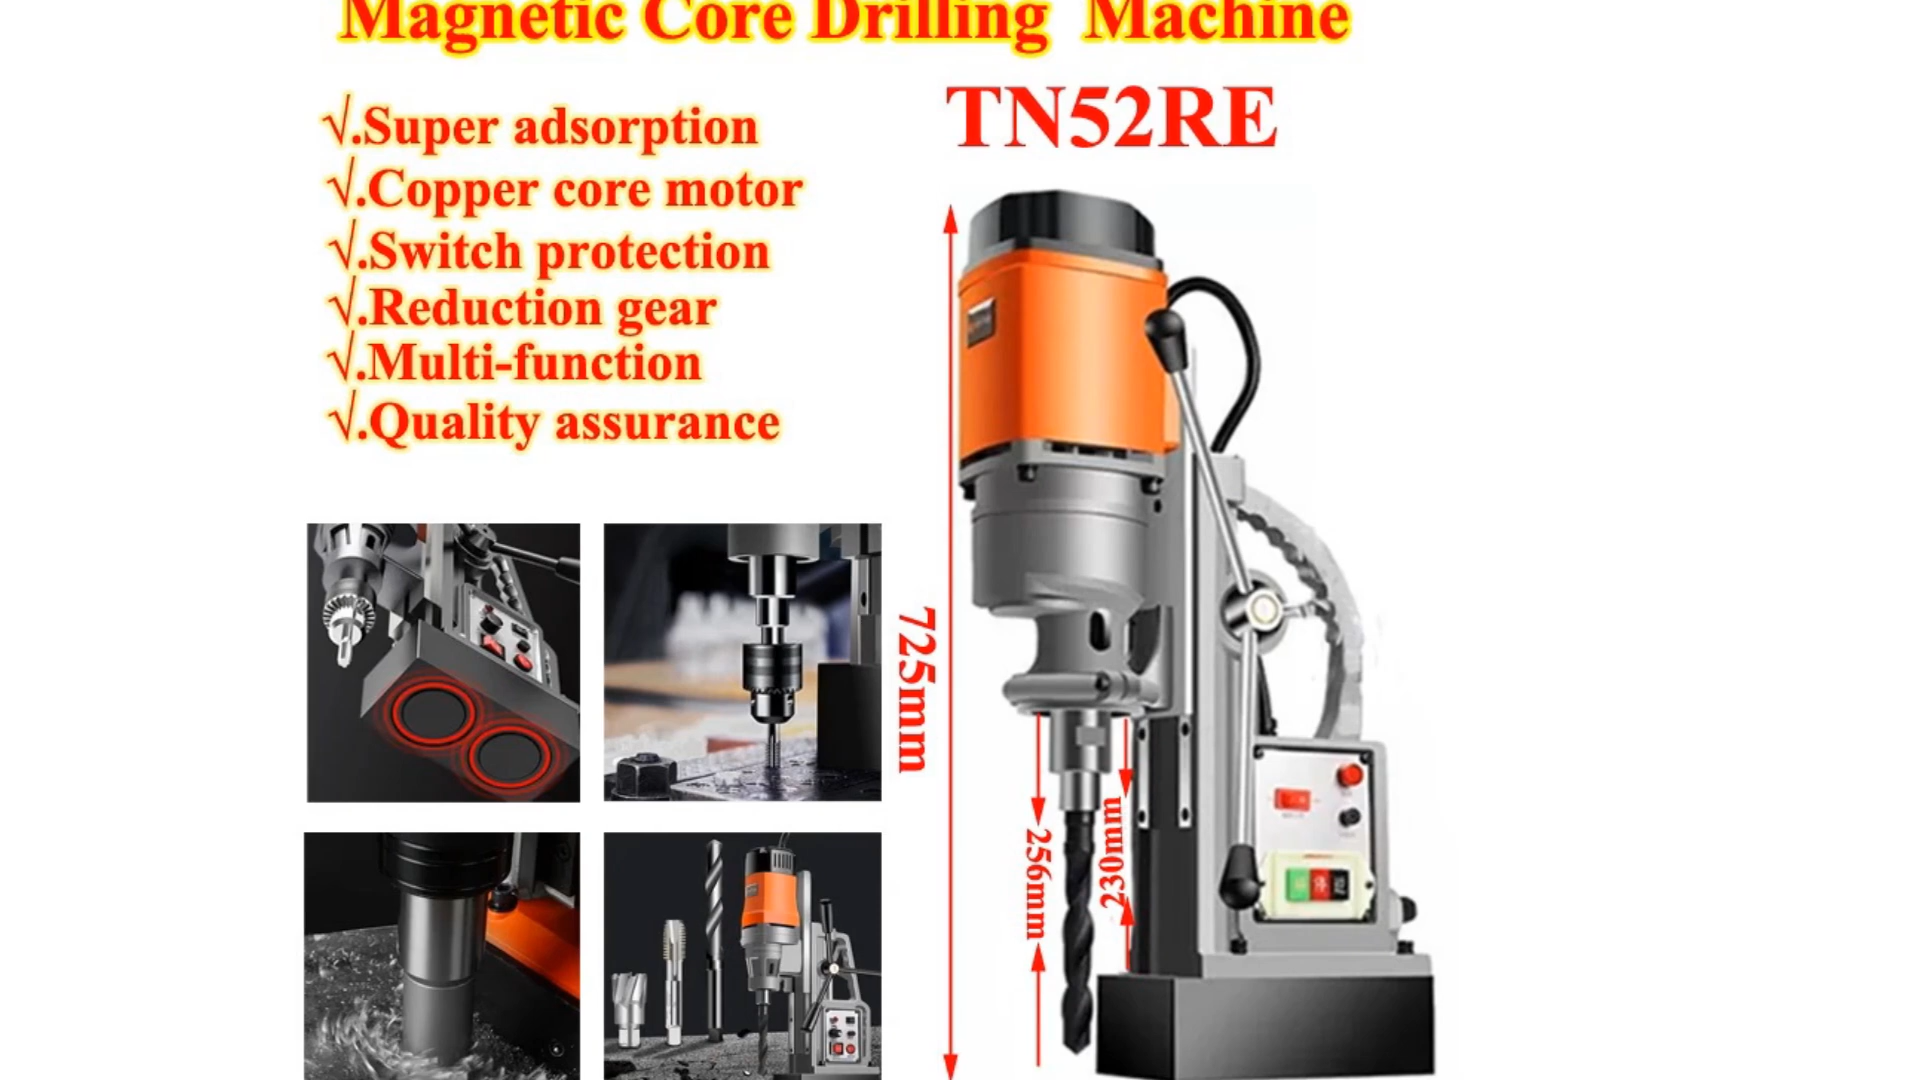 Magnetic Core Drilling Machine
TN52RE
√.Super adsorption
√.Copper core motor
√.Switch protection
√.Reduction gear
√.Multi-function
√.Quality assurance
725mm
256mm
230mm